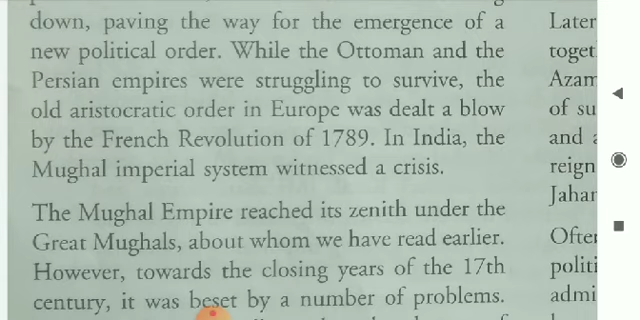 down, paving the way for the emergence of a
new political order. While the Ottoman and the
Persian empires were struggling to survive, the
old aristocratic order in Europe was dealt a blow
by the French Revolution of 1789. In India, the
Mughal imperial system witnessed a crisis.
The Mughal Empire reached its zenith under the
Great Mughals, about whom we have read earlier.
However, towards the closing years of the 17th
century, it was beset by a number of problems.
Later
Azam
of su
and
reign
Jahan
politi
admi